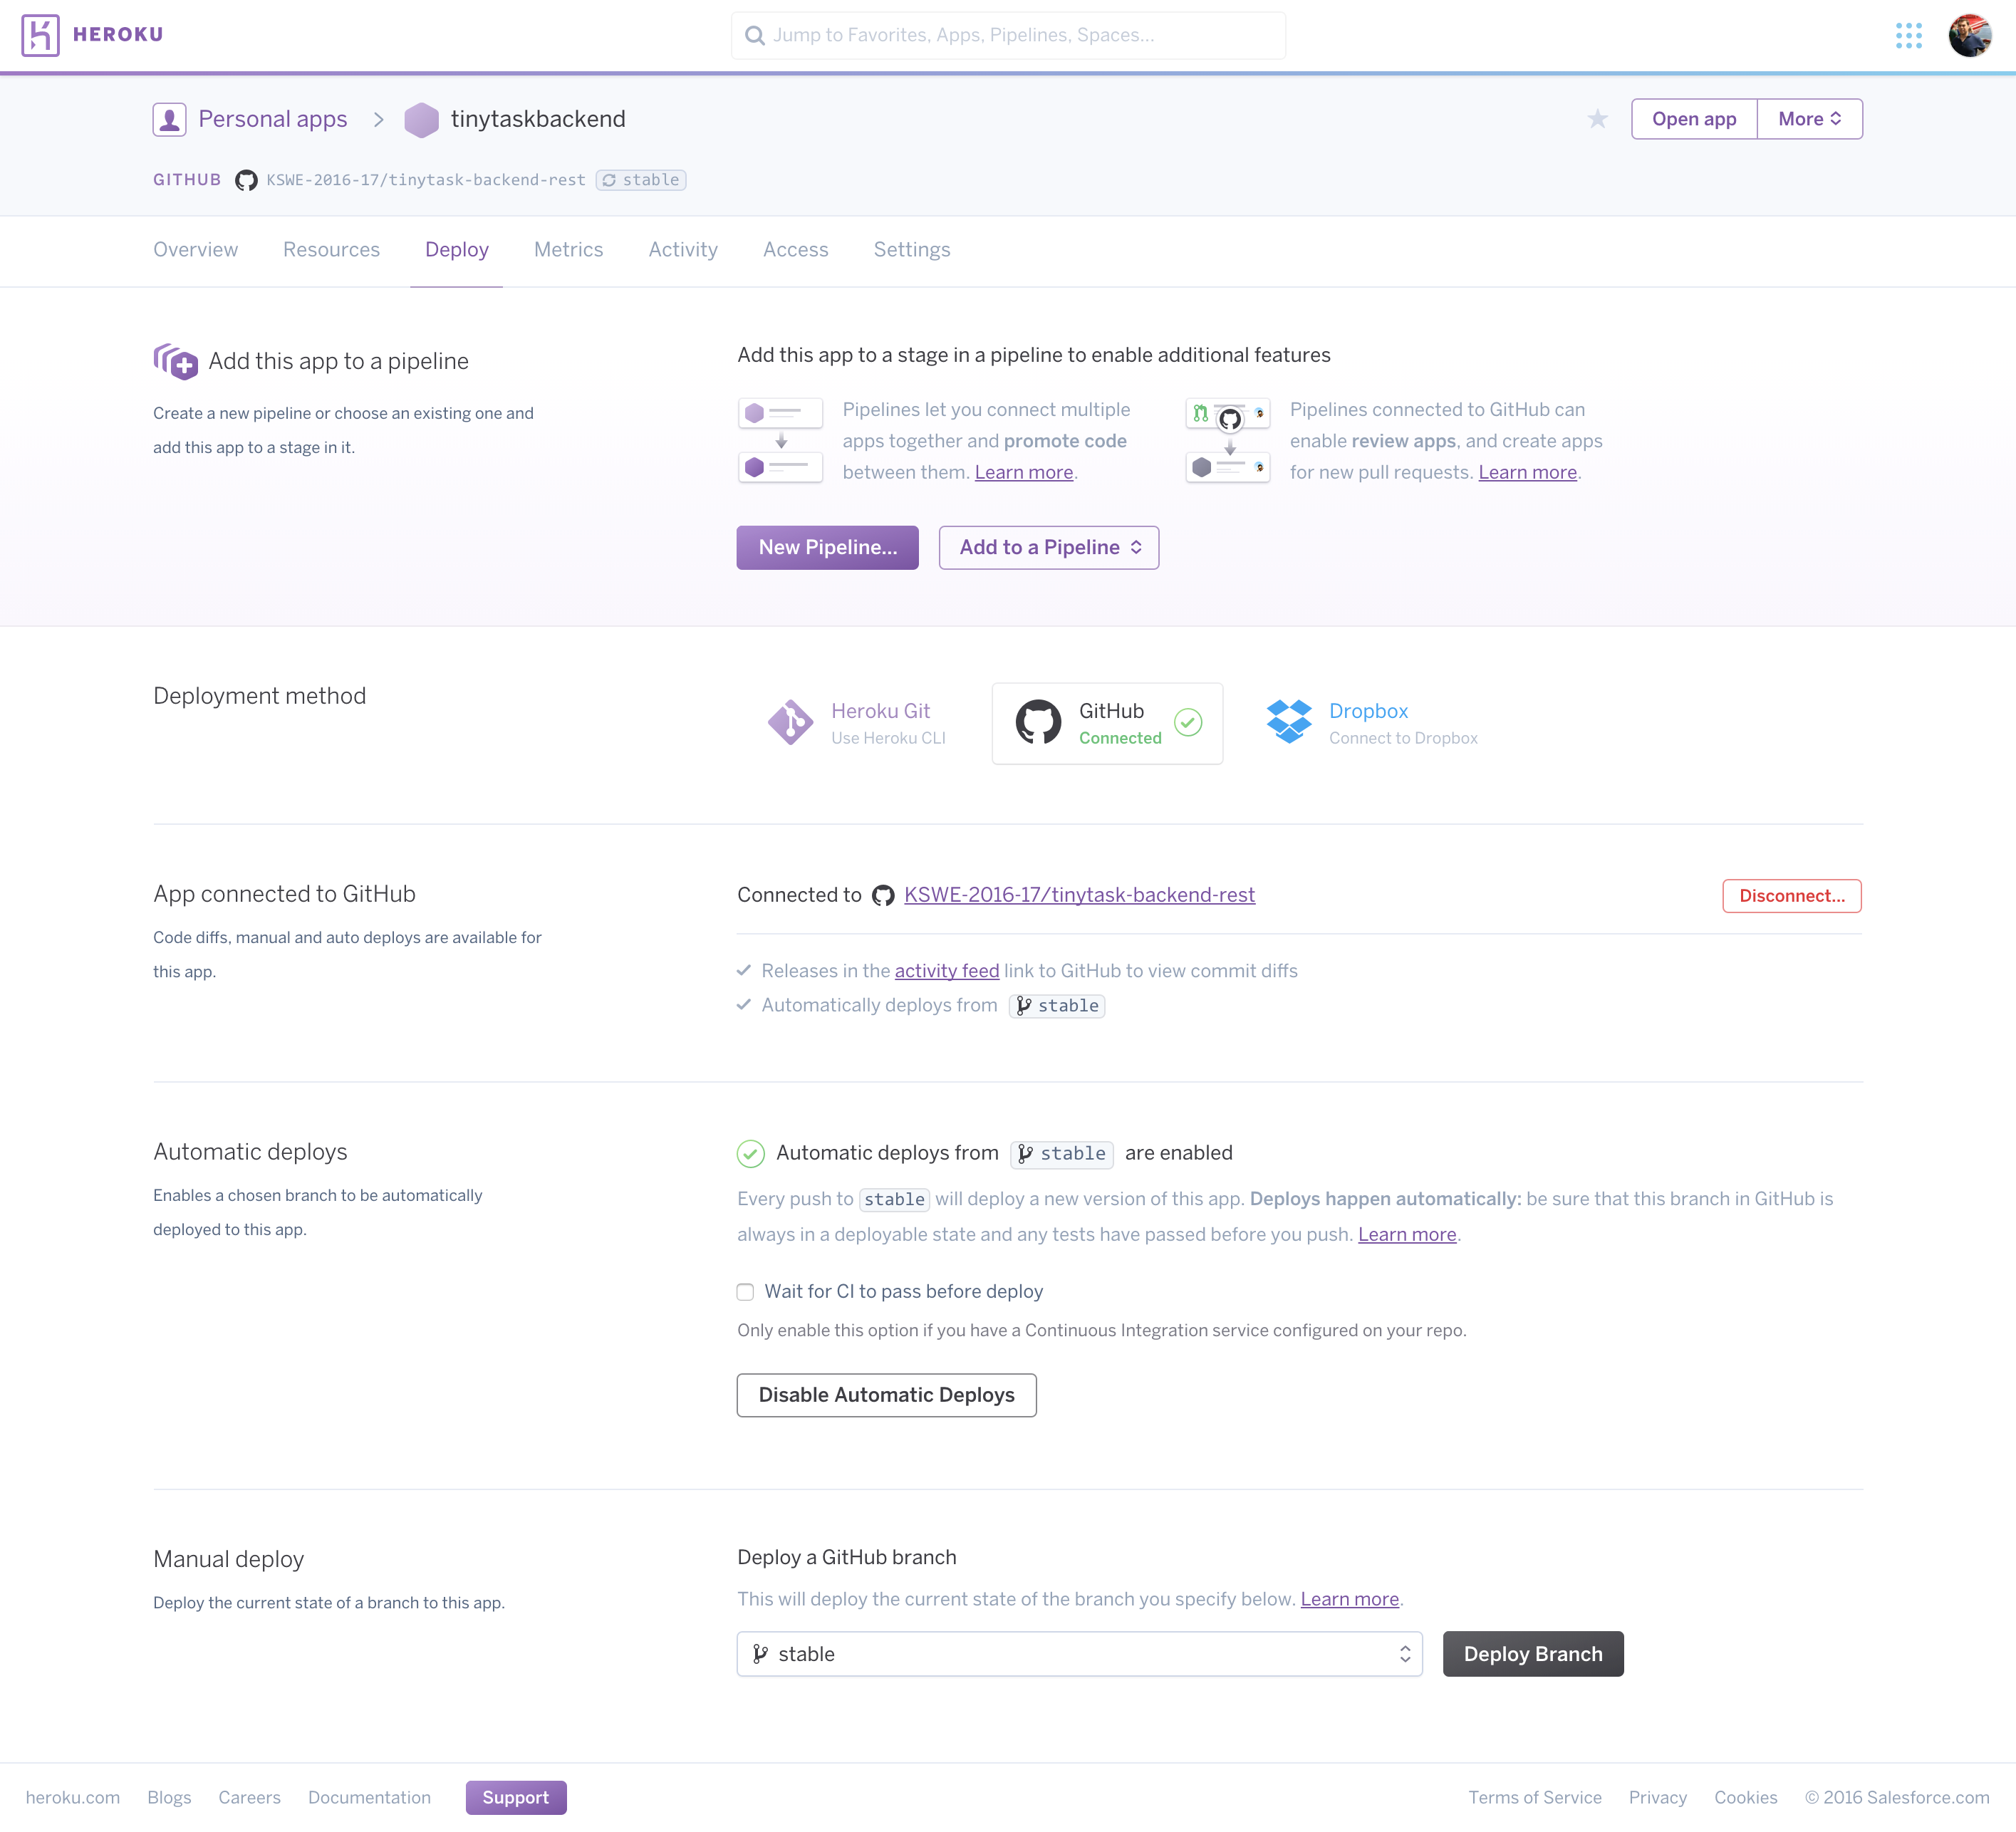 HEROKU
Jump to Favorites, Apps, Pipelines, Spaces...
Personal apps
tinytaskbackend
Open app
More
GITHUB
KSWE-2016-17/tinytask-backend-rest
stable
Overview
Resources
Deploy
Metrics
Activity
Access
Settings
Add this app to a pipeline
Create a new pipeline or choose an existing one and
add this app to a stage in it.
Add this app to a stage in a pipeline to enable additional features
Pipelines let you connect multiple
apps together and promote code
between them. Learn more.
Pipelines connected to GitHub can
enable review apps, and create apps
for new pull requests. Learn more.
New Pipeline...
Add to a Pipeline
Deployment method
Heroku Git
Use Heroku CLI
GitHub
Connected
Dropbox
Connect to Dropbox
App connected to GitHub
Code diffs, manual and auto deploys are available for
this app.
Connected to KSWE-2016-17/tinytask-backend-rest
Disconnect...
Releases in the activity feed link to GitHub to view commit diffs
Automatically deploys from stable
Automatic deploys
Enables a chosen branch to be automatically
deployed to this app.
Automatic deploys from stable are enabled
Every push to stable will deploy a new version of this app. Deploys happen automatically: be sure that this branch in GitHub is
always in a deployable state and any tests have passed before you push. Learn more.
Wait for CI to pass before deploy
Only enable this option if you have a Continuous Integration service configured on your repo.
Disable Automatic Deploys
Manual deploy
Deploy the current state of a branch to this app.
Deploy a GitHub branch
This will deploy the current state of the branch you specify below. Learn more.
stable
Deploy Branch
heroku.com
Blogs
Careers
Documentation
Support
Terms of Service
Privacy
Cookies
© 2016 Salesforce.com